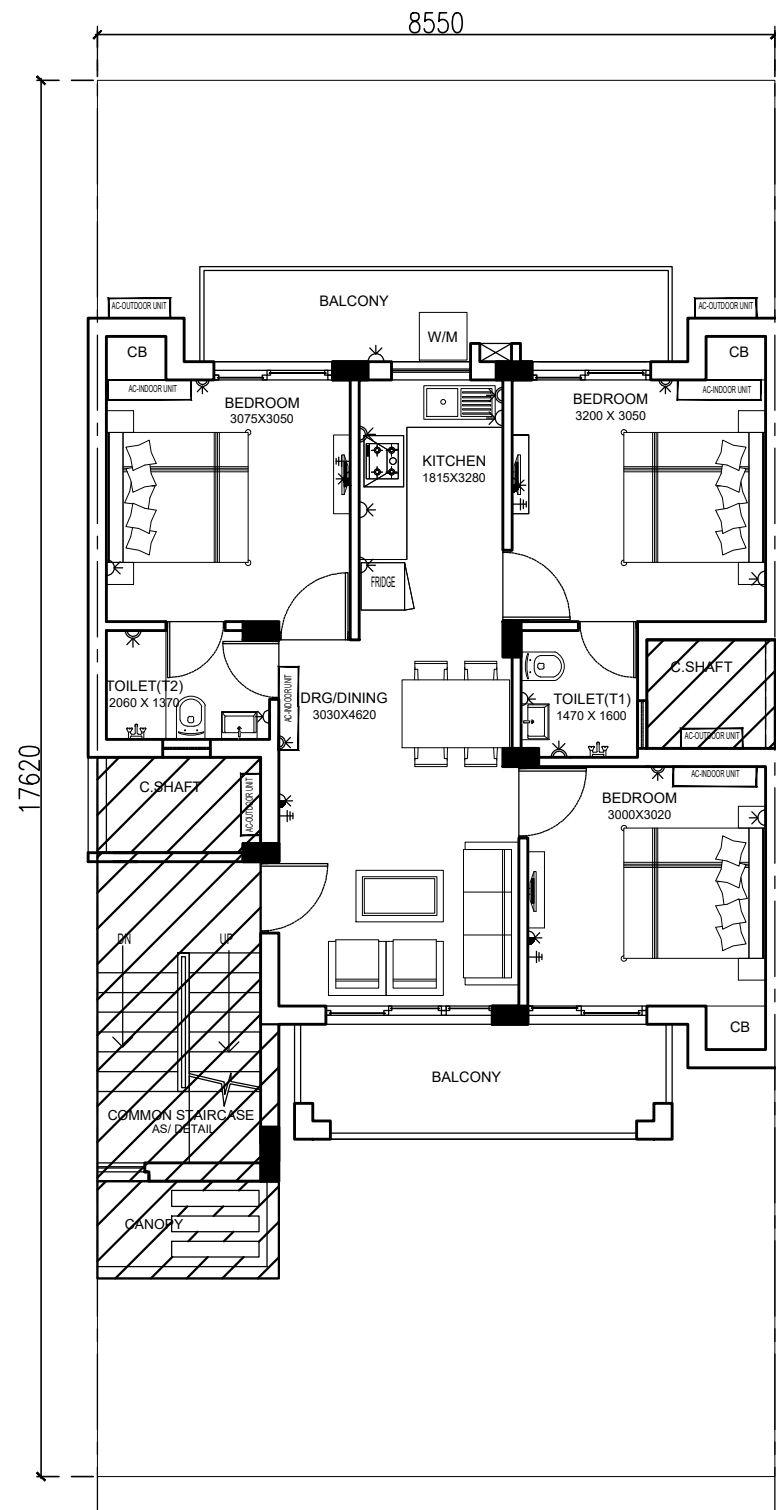 8550
17620
BALCONY
AC-OUTDOOR UNIT
AC-OUTDOOR UNIT
W/M
CB
CB
AC-INDOOR UNIT
AC-INDOOR UNIT
BEDROOM
3075X3050
BEDROOM
3200 X 3050
KITCHEN
1815X3280
FRIDGE
TOILET(T2)
2060 X 1370
AC-INDOOR UNIT
DRG/DINING
3030X4620
TOILET(T1)
1470 X 1600
C.SHAFT
AC-OUTDOOR UNIT
C.SHAFT
AC-OUTDOOR UNIT
AC-INDOOR UNIT
BEDROOM
3000X3020
DN
UP
CB
BALCONY
COMMON STAIRCASE
AS/ DETAIL
CANOPY